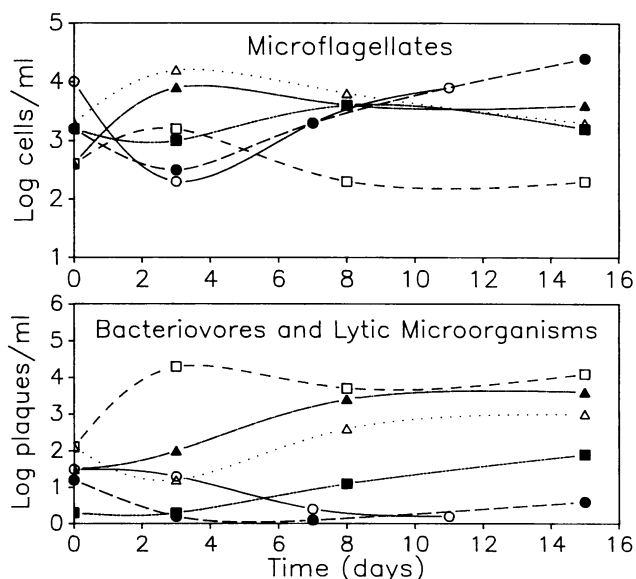 Microflagellates
Log cells/ml
5
4
3
2
1
0 2 4 6 8 10 12 14 16
Bacteriovores and Lytic Microorganisms
Log plaques/ml
6
5
4
3
2
1
0
0 2 4 6 8 10 12 14 16
Time (days)